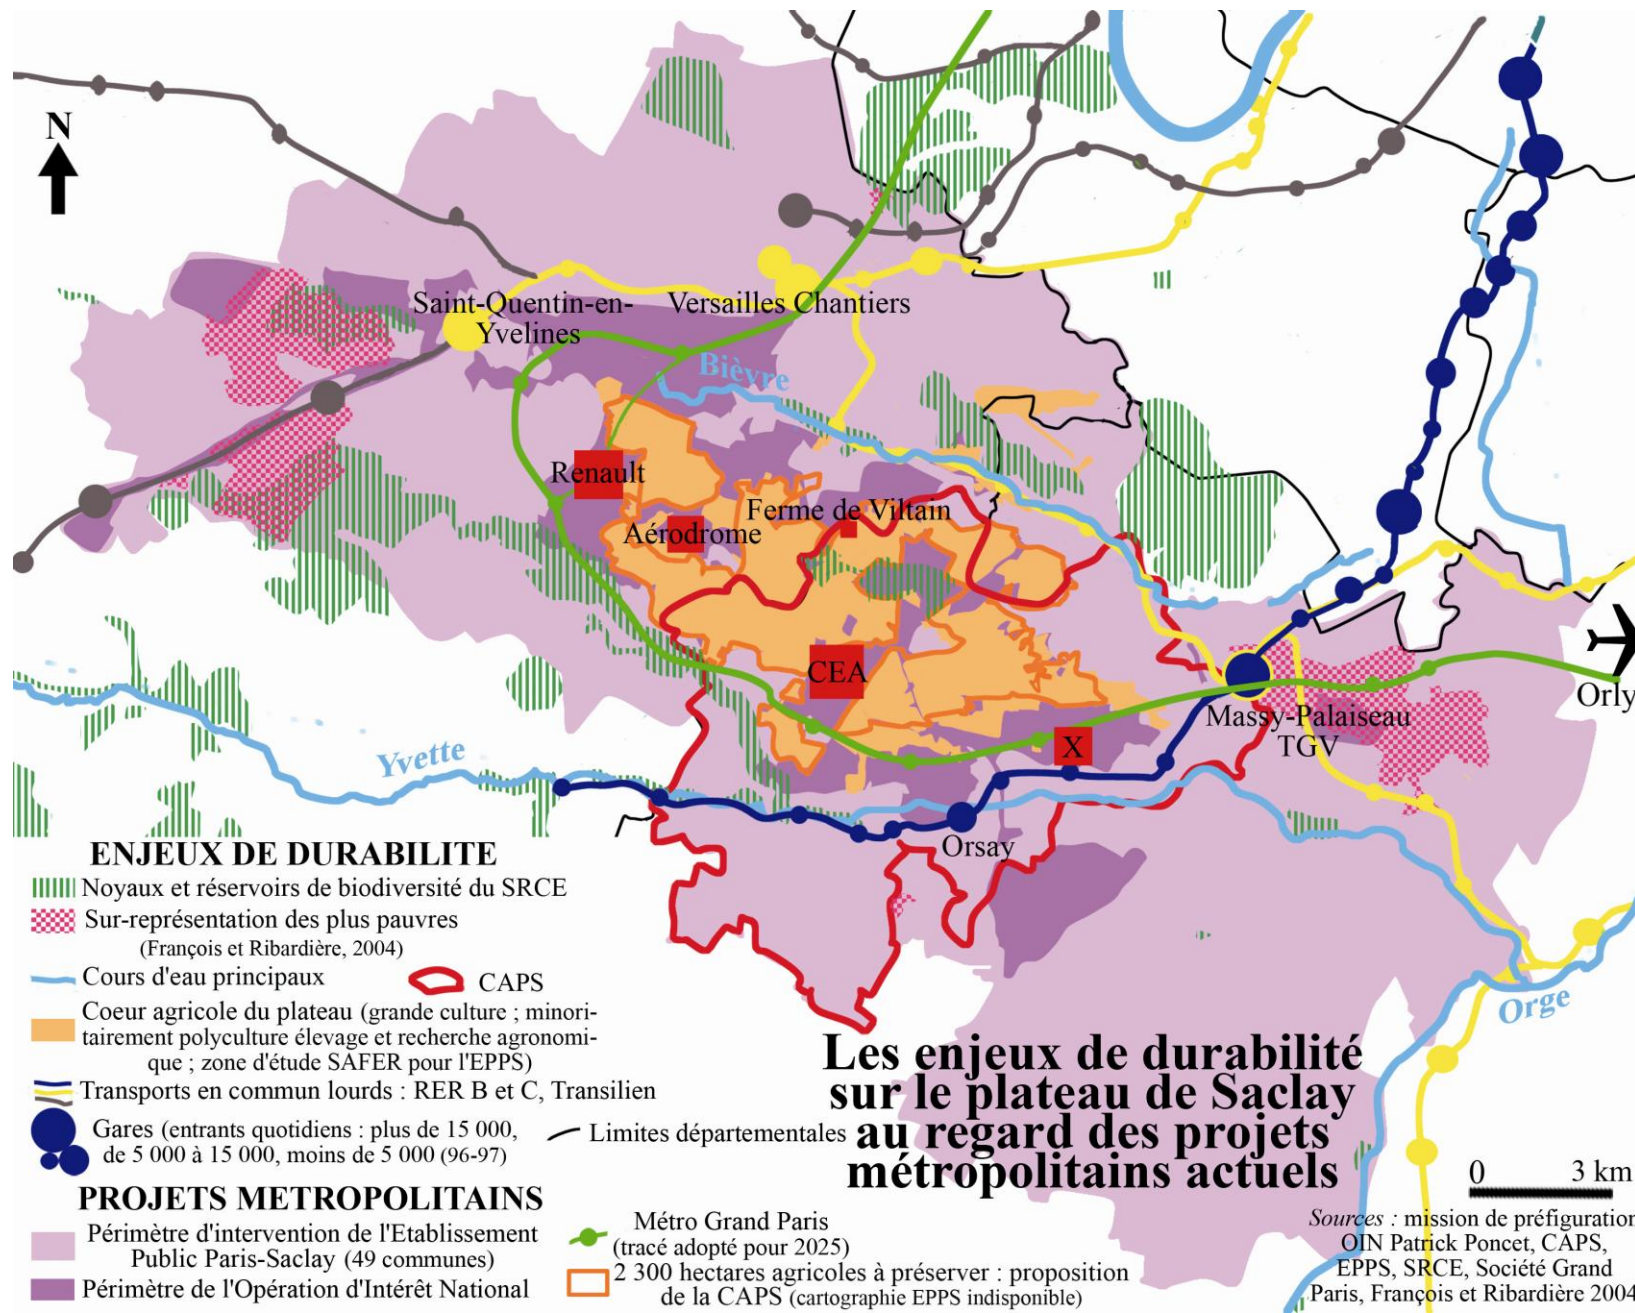 N
Saint-Quentin-en-
Yvelines
Versailles Chantiers
Bièvre
Renault
Aérodrome
Ferme de Viltain
CEA
X
Massy-Palaiseau
TGV
Orly
Yvette
Orsay
Orge
ENJEUX DE DURABILITE
Noyaux et réservoirs de biodiversité du SRCE
Sur-représentation des plus pauvres
(François et Ribardière, 2004)
Cours d'eau principaux
CAPS
Coeur agricole du plateau (grande culture ; minori-
tairement polyculture élevage et recherche agronomi-
que ; zone d'étude SAFER pour l'EPPS)
Transports en commun lourds : RER B et C, Transilien
Gares (entrants quotidiens : plus de 15 000,
de 5 000 à 15 000, moins de 5 000 (96-97)
Limites départementales
PROJETS METROPOLITAINS
Périmètre d'intervention de l'Etablissement
Public Paris-Saclay (49 communes)
Périmètre de l'Opération d'Intérêt National
Métro Grand Paris
(tracé adopté pour 2025)
2 300 hectares agricoles à préserver : proposition
de la CAPS (cartographie EPPS indisponible)
Les enjeux de durabilité
sur le plateau de Saclay
au regard des projets
métropolitains actuels
0 3 km
Sources : mission de préfiguration
OIN Patrick Poncet, CAPS,
EPPS, SRCE, Société Grand
Paris, François et Ribardière 2004